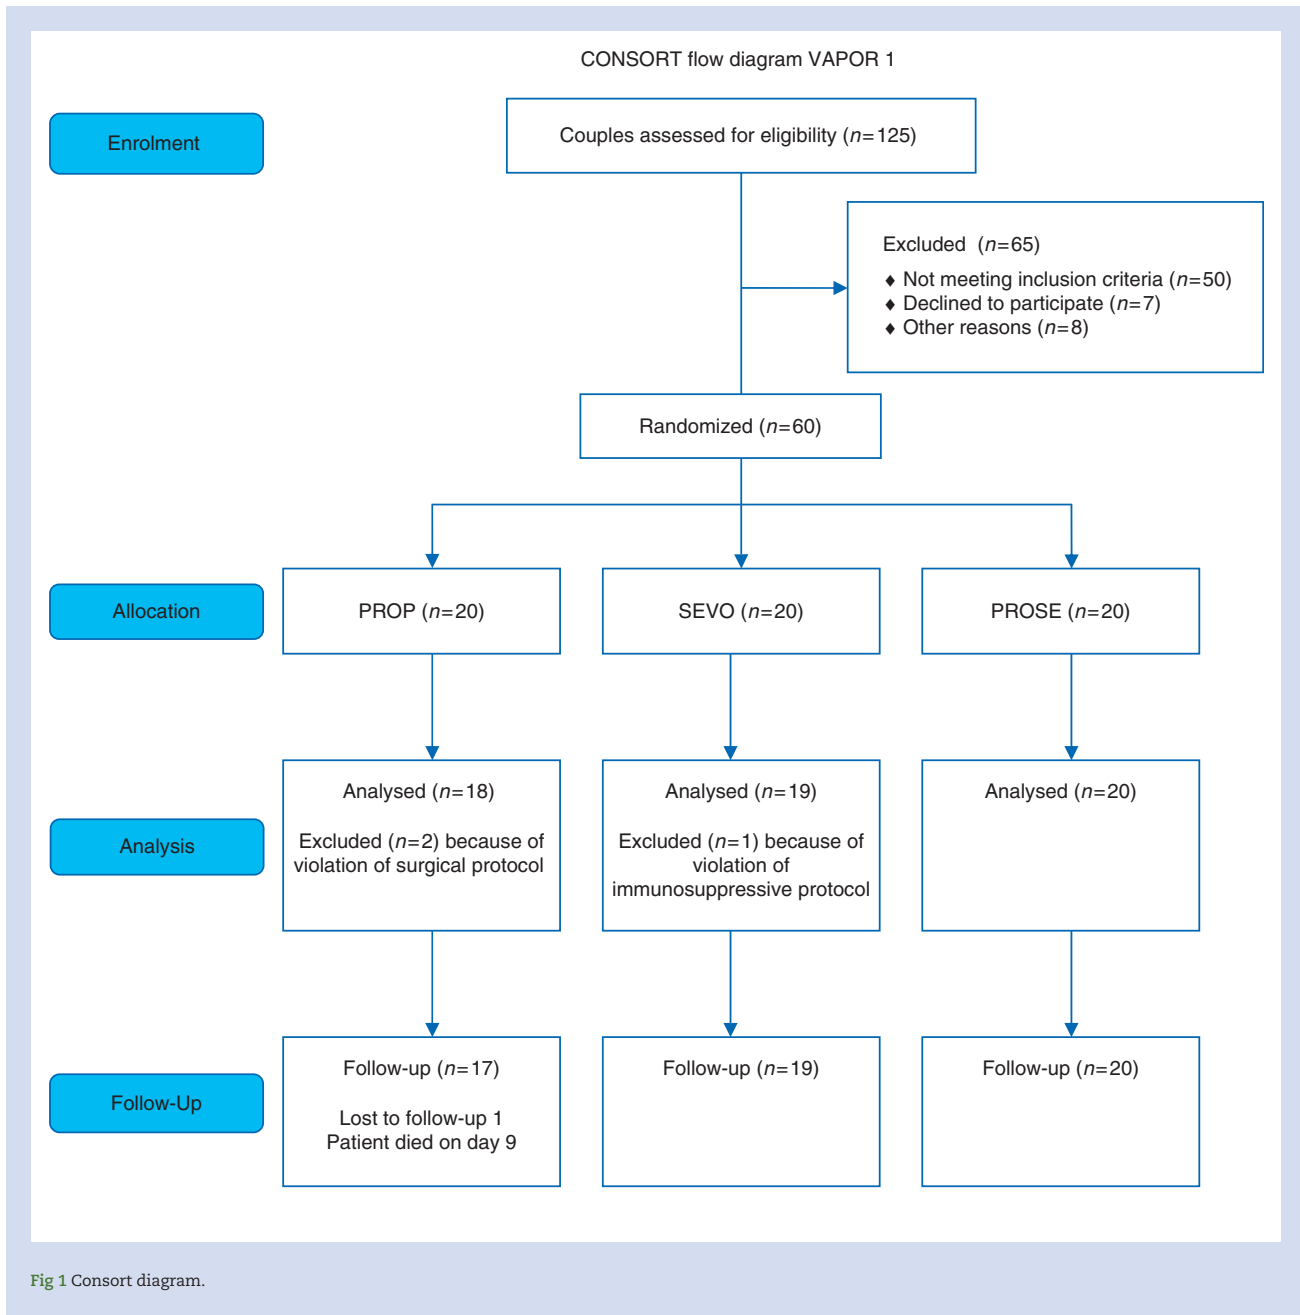 CONSORT flow diagram VAPOR 1
Enrolment
Couples assessed for eligibility (n=125)
Excluded (n=65)
♦ Not meeting inclusion criteria (n=50)
♦ Declined to participate (n=7)
♦ Other reasons (n=8)
Randomized (n=60)
Allocation
PROP (n=20)
SEVO (n=20)
PROSE (n=20)
Analysis
Analysed (n=18)
Excluded (n=2) because of
violation of surgical protocol
Analysed (n=19)
Excluded (n=1) because of
violation of
immunosuppressive protocol
Analysed (n=20)
Follow-Up
Follow-up (n=17)
Lost to follow-up 1
Patient died on day 9
Follow-up (n=19)
Follow-up (n=20)
Fig 1 Consort diagram.